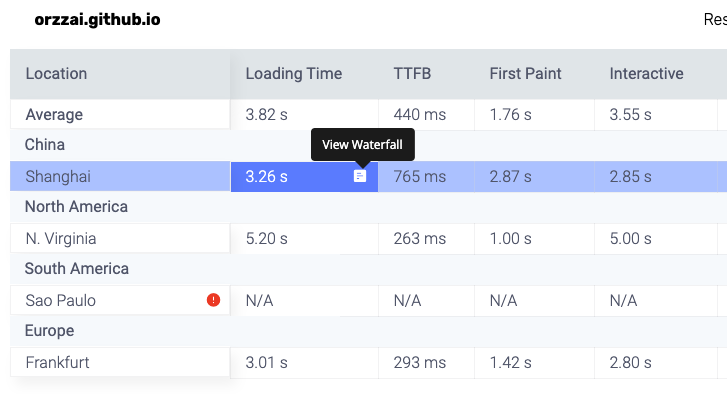 orzzai.github.io Res
Location Loading Time TTFB First Paint Interactive
Average 3.82 s 440 ms 1.76 s 3.55 s
China
View Waterfall
Shanghai 3.26 s 765 ms 2.87 s 2.85 s
North America
N. Virginia 5.20 s 263 ms 1.00 s 5.00 s
South America
Sao Paulo N/A N/A N/A N/A
Europe
Frankfurt 3.01 s 293 ms 1.42 s 2.80 s